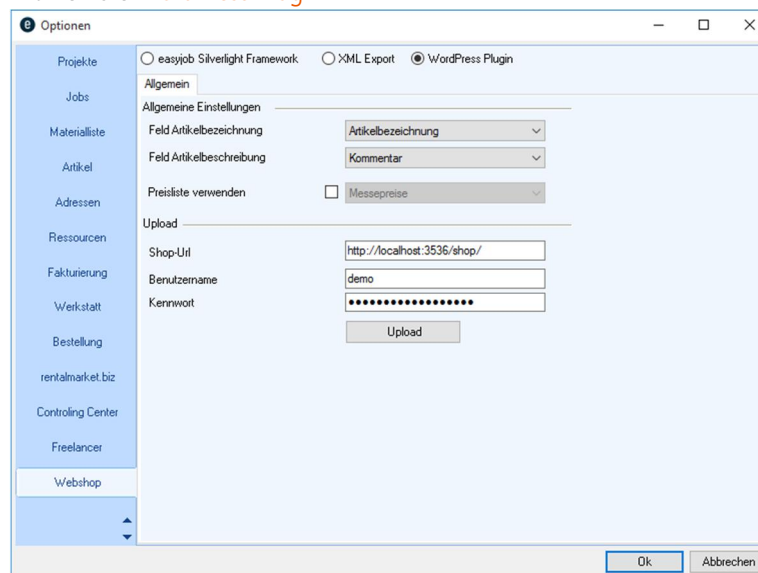 Optionen
Projekte
Jobs
Materialliste
Artikel
Adressen
Ressourcen
Fakturierung
Werkstatt
Bestellung
rentalmarket.biz
Controling Center
Freelancer
Webshop
easyjob Silverlight Framework XML Export WordPress Plugin
Allgemein
Allgemeine Einstellungen
Feld Artikelbezeichnung Artikelbezeichnung
Feld Artikelbeschreibung Kommentar
Preisliste verwenden Messepreise
Upload
Shop-Url http://localhost:3536/shop/
Benutzername demo
Kennwort ••••••••••••••••••
Upload
Ok Abbrechen